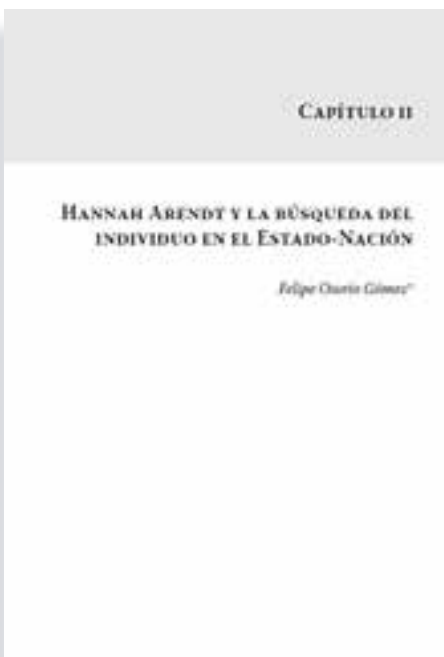 CAPÍTULO II
HANNAH ARENDT Y LA BÚSQUEDA DEL
INDIVIDUO EN EL ESTADO-NACIÓN
Felipe Osorio Gómez*